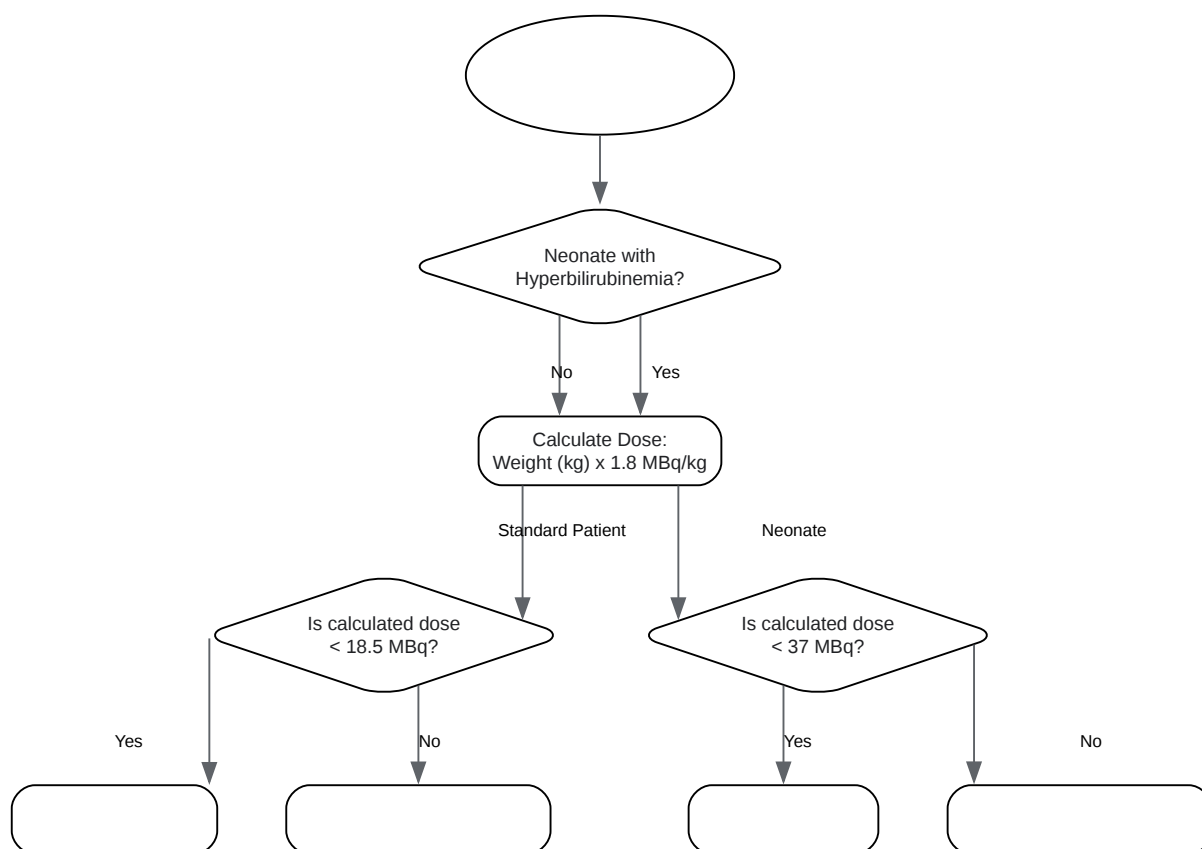 Neonate with
Hyperbilirubinemia?
No
Yes
Calculate Dose:
Weight (kg) x 1.8 MBq/kg
Standard Patient
Neonate
Is calculated dose
< 18.5 MBq?
Is calculated dose
< 37 MBq?
Yes
No
Yes
No